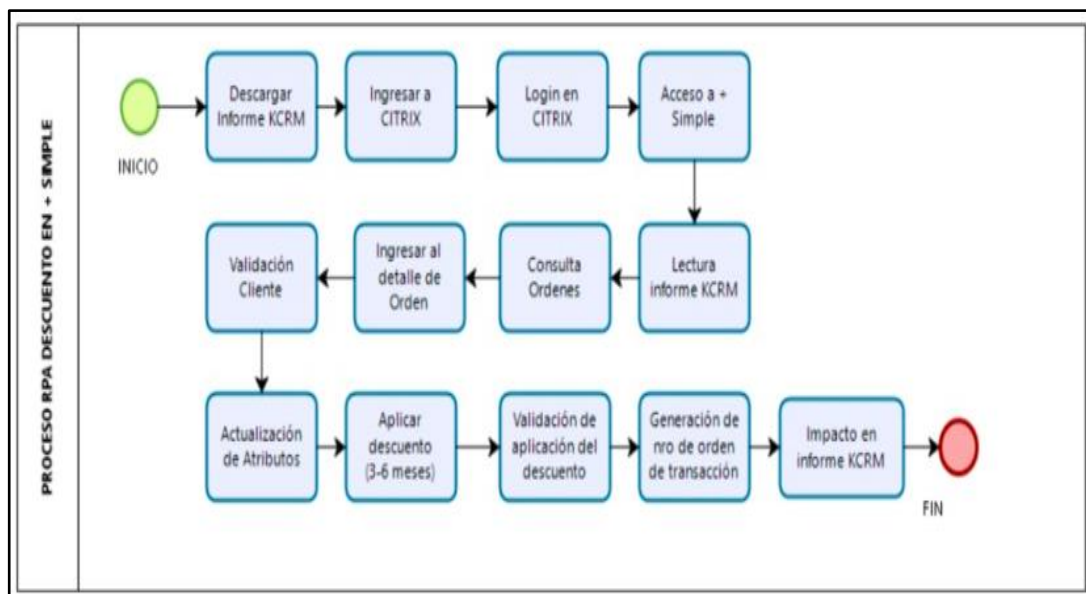 PROCESO RPA DESCUENTO EN + SIMPLE
INICIO
Descargar
Informe KCRM
Ingresar a
CITRIX
Login en
CITRIX
Acceso a +
Simple
Lectura
informe KCRM
Consulta
Ordenes
Ingresar al
detalle de
Orden
Validación
Cliente
Actualización
de Atributos
Aplicar
descuento
(3-6 meses)
Validación de
aplicación del
descuento
Generación de
nro de orden
de transacción
Impacto en
informe KCRM
FIN